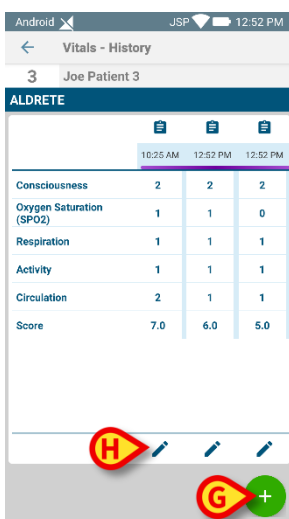 Android JSP 12:52 PM
Vitals - History
3 Joe Patient 3
ALDRETE
10:25 AM 12:52 PM 12:52 PM
Consciousness 2 2 2
Oxygen Saturation
(SPO2) 1 1 0
Respiration 1 1 1
Activity 1 1 1
Circulation 2 1 1
Score 7.0 6.0 5.0
H
G +